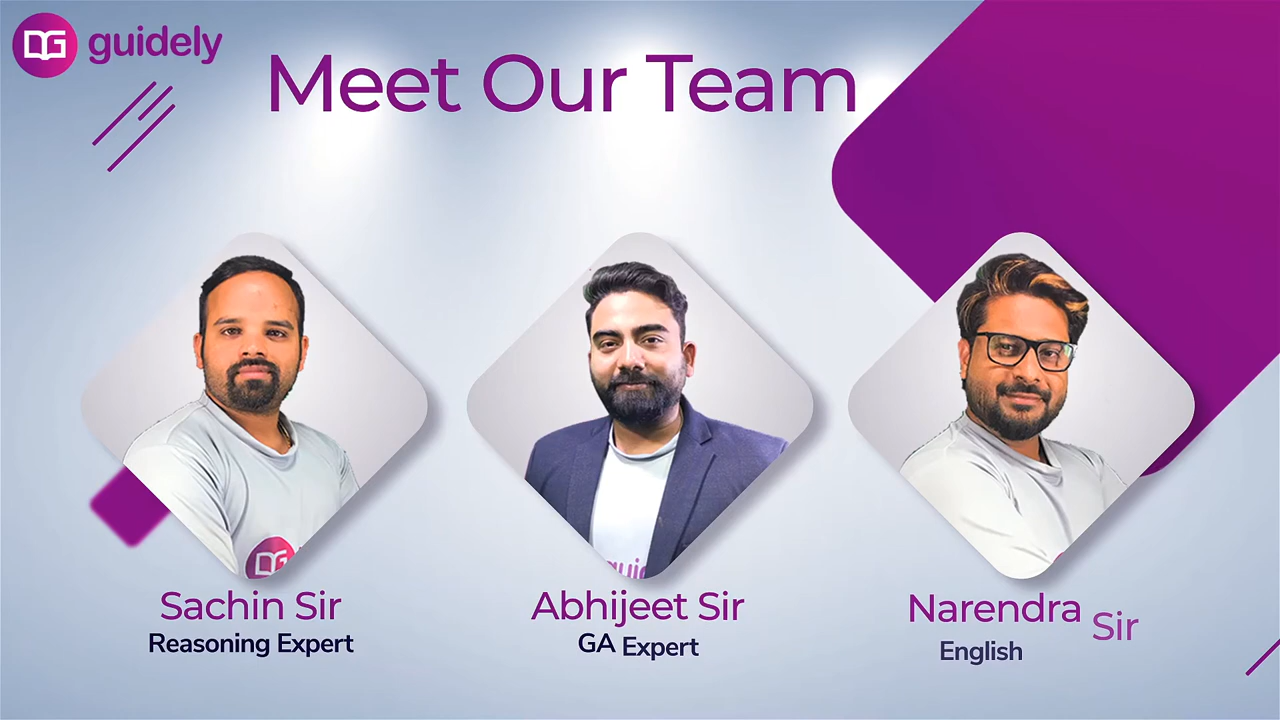 guidely
Meet Our Team
Sachin Sir
Reasoning Expert
Abhijeet Sir
GA Expert
Narendra Sir
English